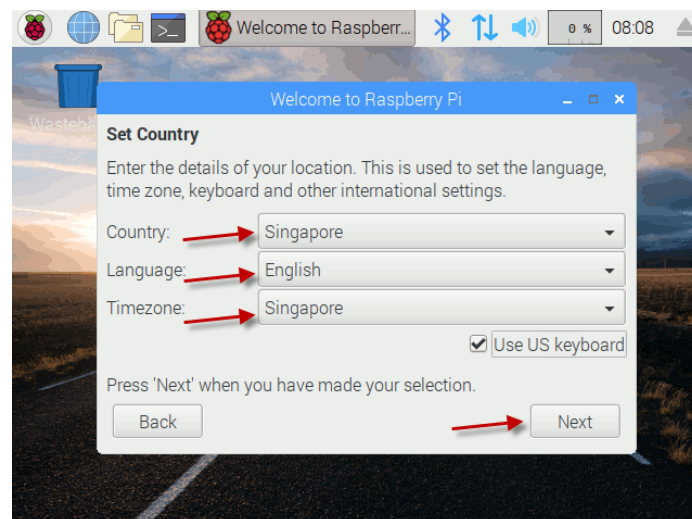 Welcome to Raspberr... 0 % 08:08
Wasteba
Welcome to Raspberry Pi
Set Country
Enter the details of your location. This is used to set the language,
time zone, keyboard and other international settings.
Country: Singapore
Language: English
Timezone: Singapore
Use US keyboard
Press 'Next' when you have made your selection.
Back Next